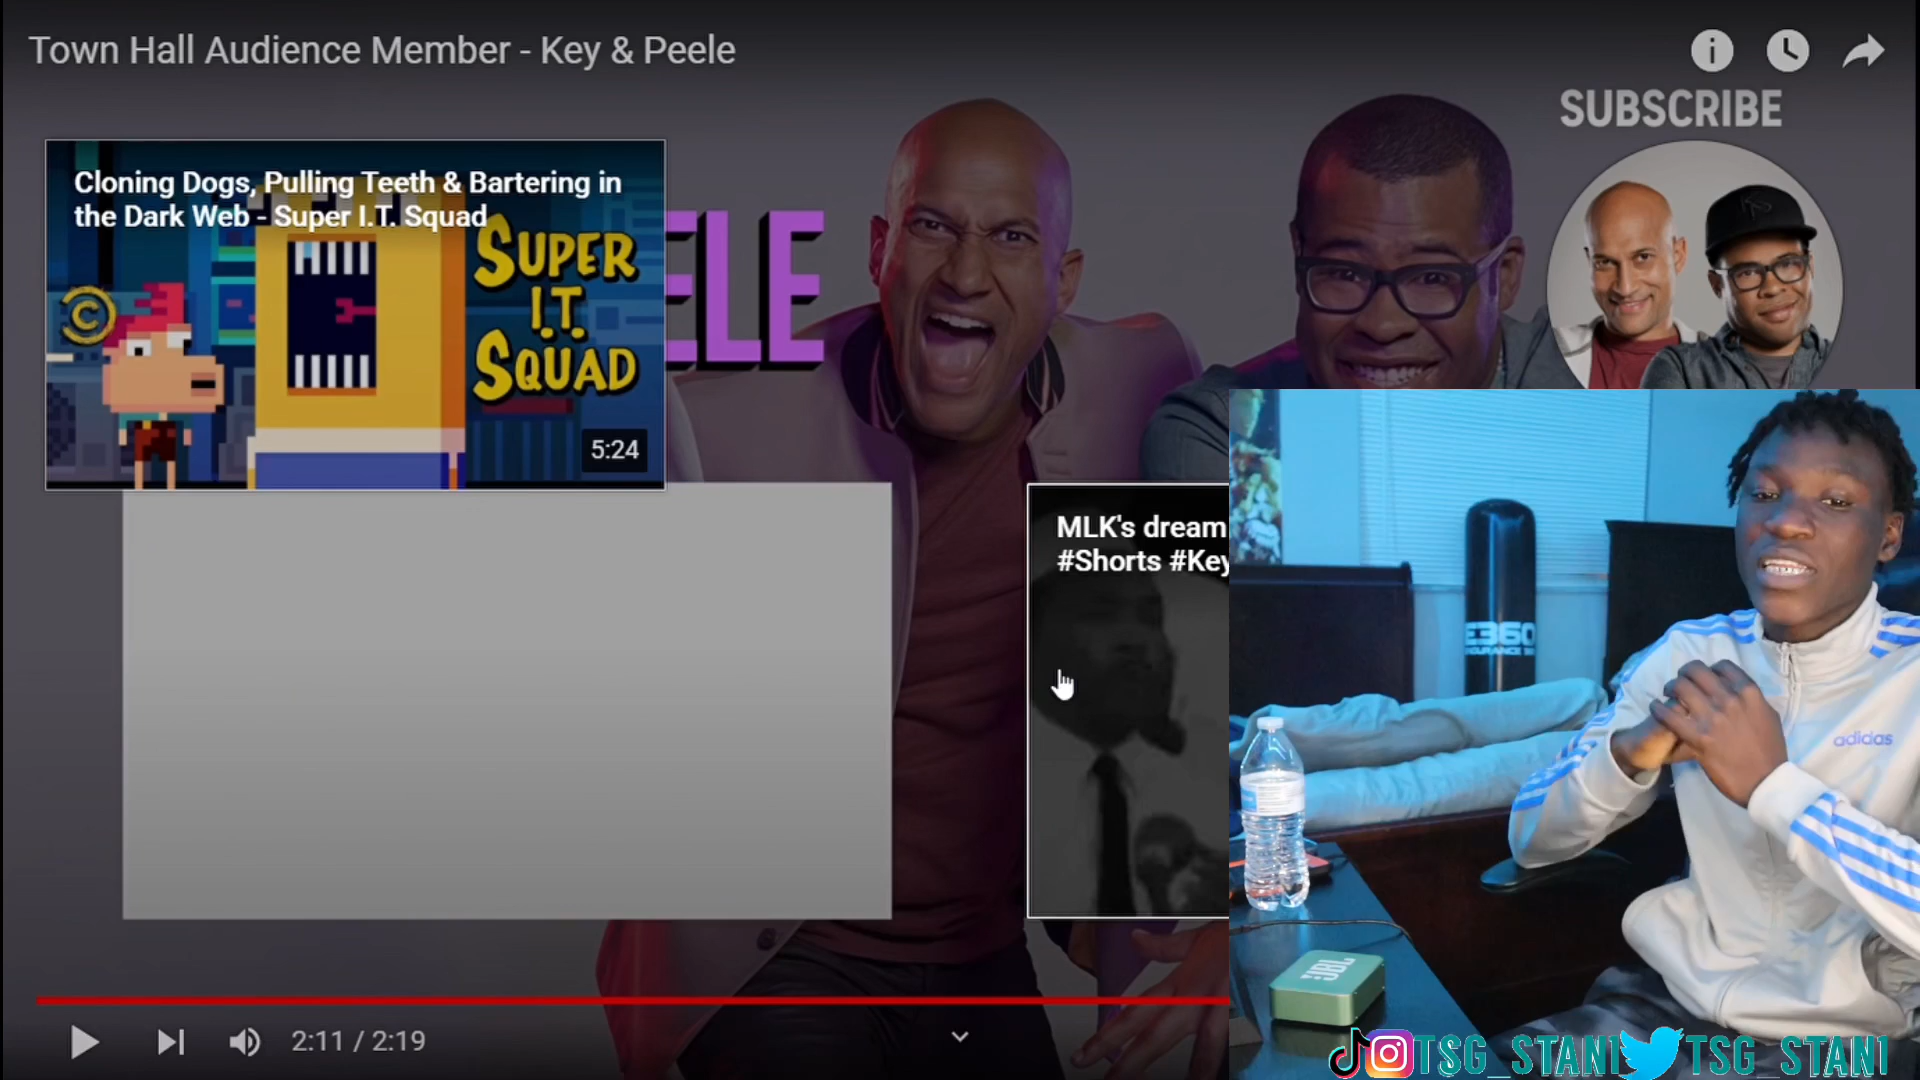 Town Hall Audience Member - Key & Peele
SUBSCRIBE
Cloning Dogs, Pulling Teeth & Bartering in
the Dark Web - Super I.T. Squad
SUPER
I.T.
SQUAD
5:24
ELE
MLK's dream
#Shorts #Key
E360
INSURANCE
adidas
JBL
2:11 / 2:19
TSG_STAN1
TSG_STAN1